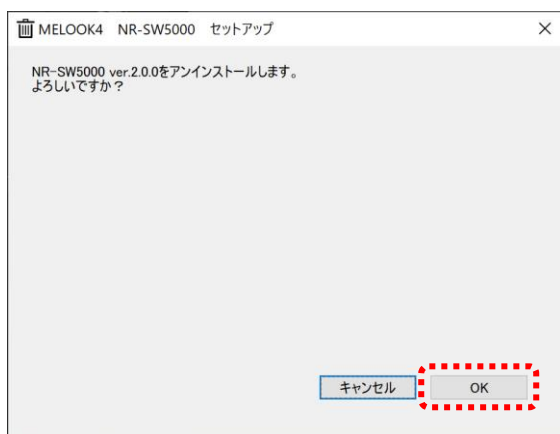 MELOOK4 NR-SW5000 セットアップ
NR-SW5000 ver.2.0.0をアンインストールします。
よろしいですか？
キャンセル OK